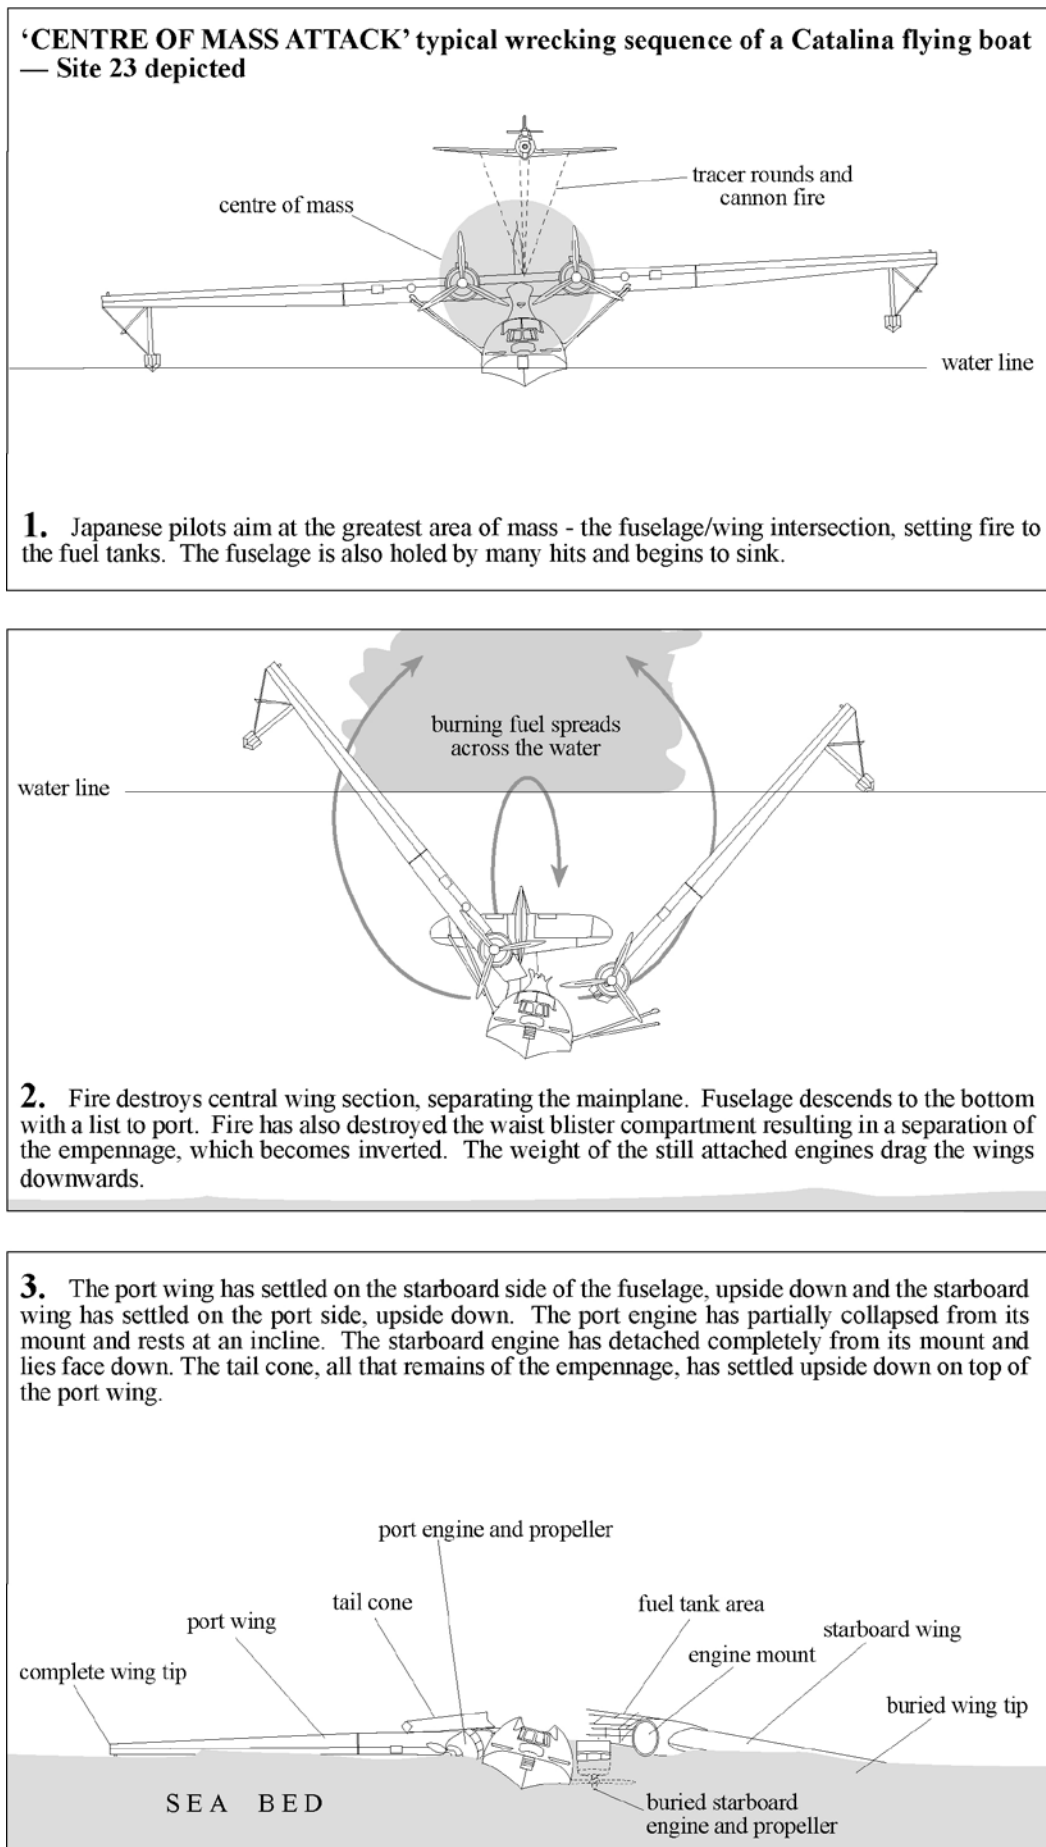 ‘CENTRE OF MASS ATTACK’ typical wrecking sequence of a Catalina flying boat
— Site 23 depicted
tracer rounds and
cannon fire
centre of mass
water line
1. Japanese pilots aim at the greatest area of mass - the fuselage/wing intersection, setting fire to
the fuel tanks. The fuselage is also holed by many hits and begins to sink.
burning fuel spreads
across the water
water line
2. Fire destroys central wing section, separating the mainplane. Fuselage descends to the bottom
with a list to port. Fire has also destroyed the waist blister compartment resulting in a separation of
the empennage, which becomes inverted. The weight of the still attached engines drag the wings
downwards.
3. The port wing has settled on the starboard side of the fuselage, upside down and the starboard
wing has settled on the port side, upside down. The port engine has partially collapsed from its
mount and rests at an incline. The starboard engine has detached completely from its mount and
lies face down. The tail cone, all that remains of the empennage, has settled upside down on top of
the port wing.
port engine and propeller
tail cone
fuel tank area
port wing
starboard wing
engine mount
complete wing tip
buried wing tip
SEA BED
buried starboard
engine and propeller